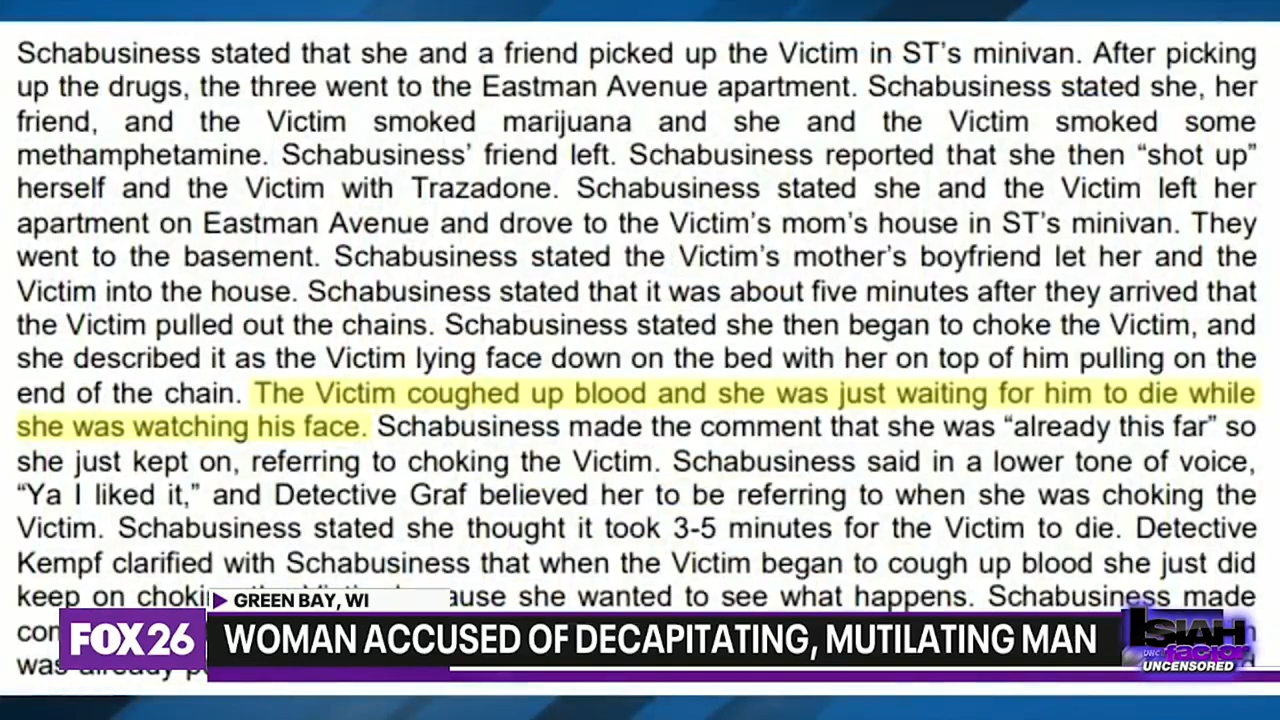 Schabusiness stated that she and a friend picked up the Victim in ST's minivan. After picking
up the drugs, the three went to the Eastman Avenue apartment. Schabusiness stated she, her
friend, and the Victim smoked marijuana and she and the Victim smoked some
methamphetamine. Schabusiness' friend left. Schabusiness reported that she then “shot up”
herself and the Victim with Trazadone. Schabusiness stated she and the Victim left her
apartment on Eastman Avenue and drove to the Victim's mom's house in ST's minivan. They
went to the basement. Schabusiness stated the Victim's mother's boyfriend let her and the
Victim into the house. Schabusiness stated that it was about five minutes after they arrived that
the Victim pulled out the chains. Schabusiness stated she then began to choke the Victim, and
she described it as the Victim lying face down on the bed with her on top of him pulling on the
end of the chain. The Victim coughed up blood and she was just waiting for him to die while
she was watching his face. Schabusiness made the comment that she was “already this far” so
she just kept on, referring to choking the Victim. Schabusiness said in a lower tone of voice,
“Ya I liked it,” and Detective Graf believed her to be referring to when she was choking the
Victim. Schabusiness stated she thought it took 3-5 minutes for the Victim to die. Detective
Kempf clarified with Schabusiness that when the Victim began to cough up blood she just did
keep on she wanted to see what happens. Schabusiness made
GREEN BAY, WI
FOX 26
WOMAN ACCUSED OF DECAPITATING, MUTILATING MAN
ISIAH
factor
UNCENSORED
was already